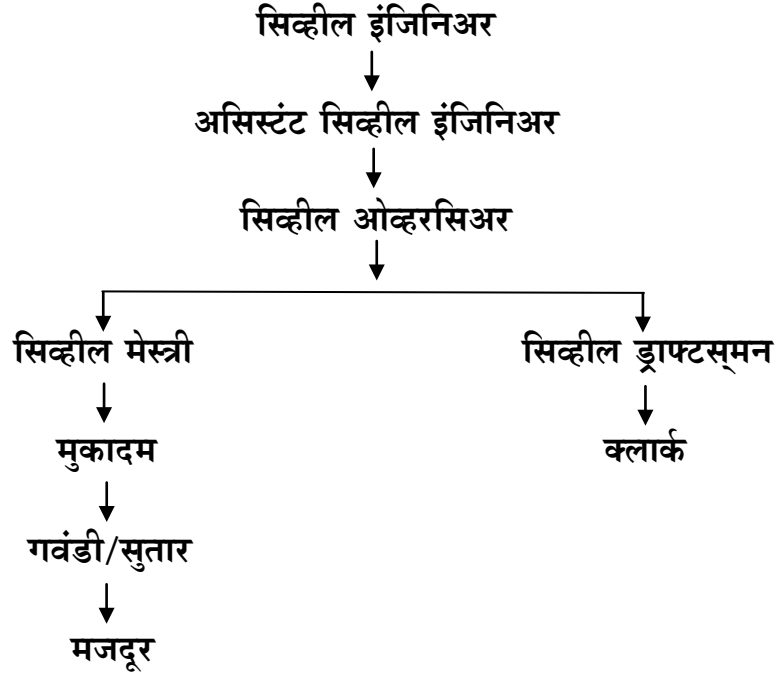 सिव्हील इंजिनिअर
असिस्टंट सिव्हील इंजिनिअर
सिव्हील ओव्हरसिअर
सिव्हील मेस्त्री
सिव्हील ड्राफ्टस्‌मन
मुकादम
क्लार्क
गवंडी/सुतार
मजदूर